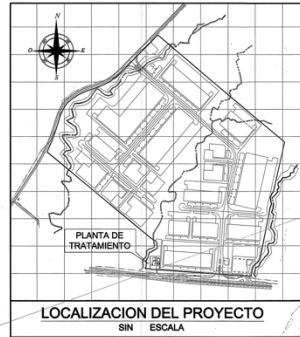 N
O
E
S
PLANTA DE
TRATAMIENTO
LOCALIZACION DEL PROYECTO
SIN ESCALA